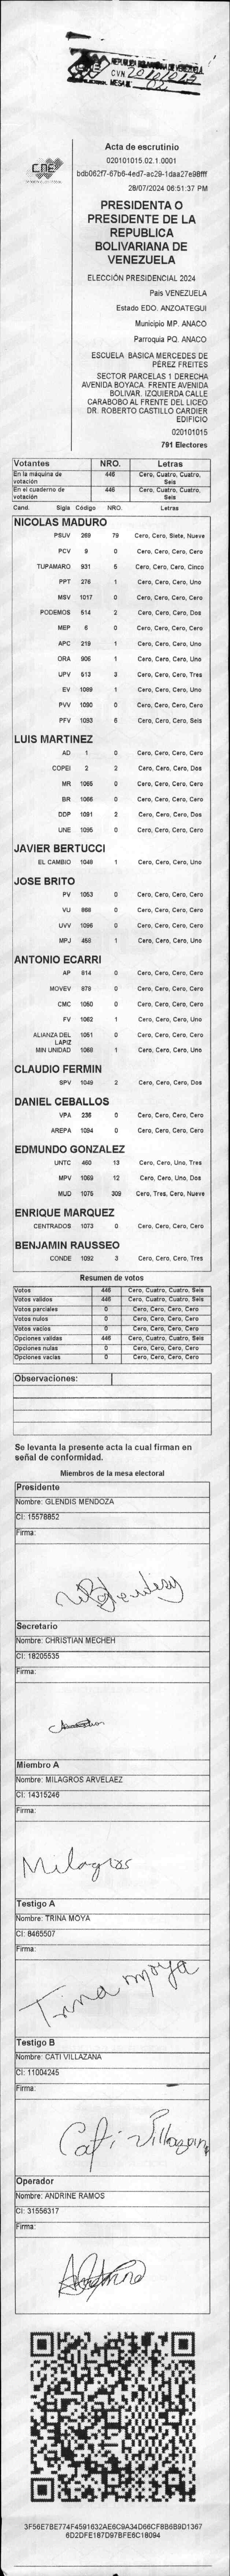 REPUBLICA BOLIVARIANA DE VENEZUELA
CNE
CVN
MESA
02
CNE
Acta de escrutinio
020101015.02.1.0001
bdb062f7-67b6-4ed7-ac29-1daa27e98fff
28/07/2024 06:51:37 PM
PRESIDENTA O
PRESIDENTE DE LA
REPUBLICA
BOLIVARIANA DE
VENEZUELA
ELECCIÓN PRESIDENCIAL 2024
Pais VENEZUELA
Estado EDO. ANZOATEGUI
Municipio MP. ANACO
Parroquia PQ. ANACO
ESCUELA BASICA MERCEDES DE
PEREZ FREITES
SECTOR PARCELAS 1 DERECHA
AVENIDA BOYACA. FRENTE AVENIDA
BOLIVAR. IZQUIERDA CALLE
CARABOBO AL FRENTE DEL LICEO
DR. ROBERTO CASTILLO CARDIER
EDIFICIO
020101015
791 Electores
Votantes NRO. Letras
En la máquina de votación 446 Cero, Cuatro, Cuatro, Seis
En el cuaderno de votación 446 Cero, Cuatro, Cuatro, Seis
Cand. Sigla Código NRO. Letras
NICOLAS MADURO
PSUV 269 79 Cero, Cero, Siete, Nueve
PCV 9 0 Cero, Cero, Cero, Cero
TUPAMARO 931 5 Cero, Cero, Cero, Cinco
PPT 276 1 Cero, Cero, Cero, Uno
MSV 1017 0 Cero, Cero, Cero, Cero
PODEMOS 514 2 Cero, Cero, Cero, Dos
MEP 6 0 Cero, Cero, Cero, Cero
APC 219 1 Cero, Cero, Cero, Uno
ORA 906 1 Cero, Cero, Cero, Uno
UPV 513 3 Cero, Cero, Cero, Tres
EV 1089 1 Cero, Cero, Cero, Uno
PVV 1090 0 Cero, Cero, Cero, Cero
PFV 1093 6 Cero, Cero, Cero, Seis
LUIS MARTINEZ
AD 1 0 Cero, Cero, Cero, Cero
COPEI 2 2 Cero, Cero, Cero, Dos
MR 1065 0 Cero, Cero, Cero, Cero
BR 1066 0 Cero, Cero, Cero, Cero
DDP 1091 2 Cero, Cero, Cero, Dos
UNE 1095 0 Cero, Cero, Cero, Cero
JAVIER BERTUCCI
EL CAMBIO 1048 1 Cero, Cero, Cero, Uno
JOSE BRITO
PV 1053 0 Cero, Cero, Cero, Cero
VU 868 0 Cero, Cero, Cero, Cero
UVV 1096 0 Cero, Cero, Cero, Cero
MPJ 458 1 Cero, Cero, Cero, Uno
ANTONIO ECARRI
AP 914 0 Cero, Cero, Cero, Cero
MOVEV 878 0 Cero, Cero, Cero, Cero
CMC 1050 0 Cero, Cero, Cero, Cero
FV 1062 1 Cero, Cero, Cero, Uno
ALIANZA DEL LAPIZ 1051 0 Cero, Cero, Cero, Cero
MIN UNIDAD 1068 1 Cero, Cero, Cero, Uno
CLAUDIO FERMIN
SPV 1049 2 Cero, Cero, Cero, Dos
DANIEL CEBALLOS
VPA 236 0 Cero, Cero, Cero, Cero
AREPA 1094 0 Cero, Cero, Cero, Cero
EDMUNDO GONZALEZ
UNTC 460 13 Cero, Cero, Uno, Tres
MPV 1069 12 Cero, Cero, Uno, Dos
MUD 1075 309 Cero, Tres, Cero, Nueve
ENRIQUE MARQUEZ
CENTRADOS 1073 0 Cero, Cero, Cero, Cero
BENJAMIN RAUSSEO
CONDE 1092 3 Cero, Cero, Cero, Tres
Resumen de votos
Votos 446 Cero, Cuatro, Cuatro, Seis
Votos validos 446 Cero, Cuatro, Cuatro, Seis
Votos parciales 0 Cero, Cero, Cero, Cero
Votos nulos 0 Cero, Cero, Cero, Cero
Votos vacios 0 Cero, Cero, Cero, Cero
Opciones validas 446 Cero, Cuatro, Cuatro, Seis
Opciones nulas 0 Cero, Cero, Cero, Cero
Opciones vacias 0 Cero, Cero, Cero, Cero
Observaciones:
Se levanta la presente acta la cual firman en
señal de conformidad.
Miembros de la mesa electoral
Presidente
Nombre: GLENDIS MENDOZA
CI: 15578852
Firma:
Secretario
Nombre: CHRISTIAN MECHEH
CI: 18205535
Firma:
Miembro A
Nombre: MILAGROS ARVELAEZ
CI: 14315246
Firma:
Milagros
Testigo A
Nombre: TRINA MOYA
CI: 8465507
Firma:
Trina moya
Testigo B
Nombre: CATI VILLAZANA
CI: 11004245
Firma:
Cati Villazana
Operador
Nombre: ANDRINE RAMOS
CI: 31556317
Firma:
3F56E7BE774F4591632AE6C9A34D66CF8B6B9D1367
6D2DFE187D97BFE6C18094